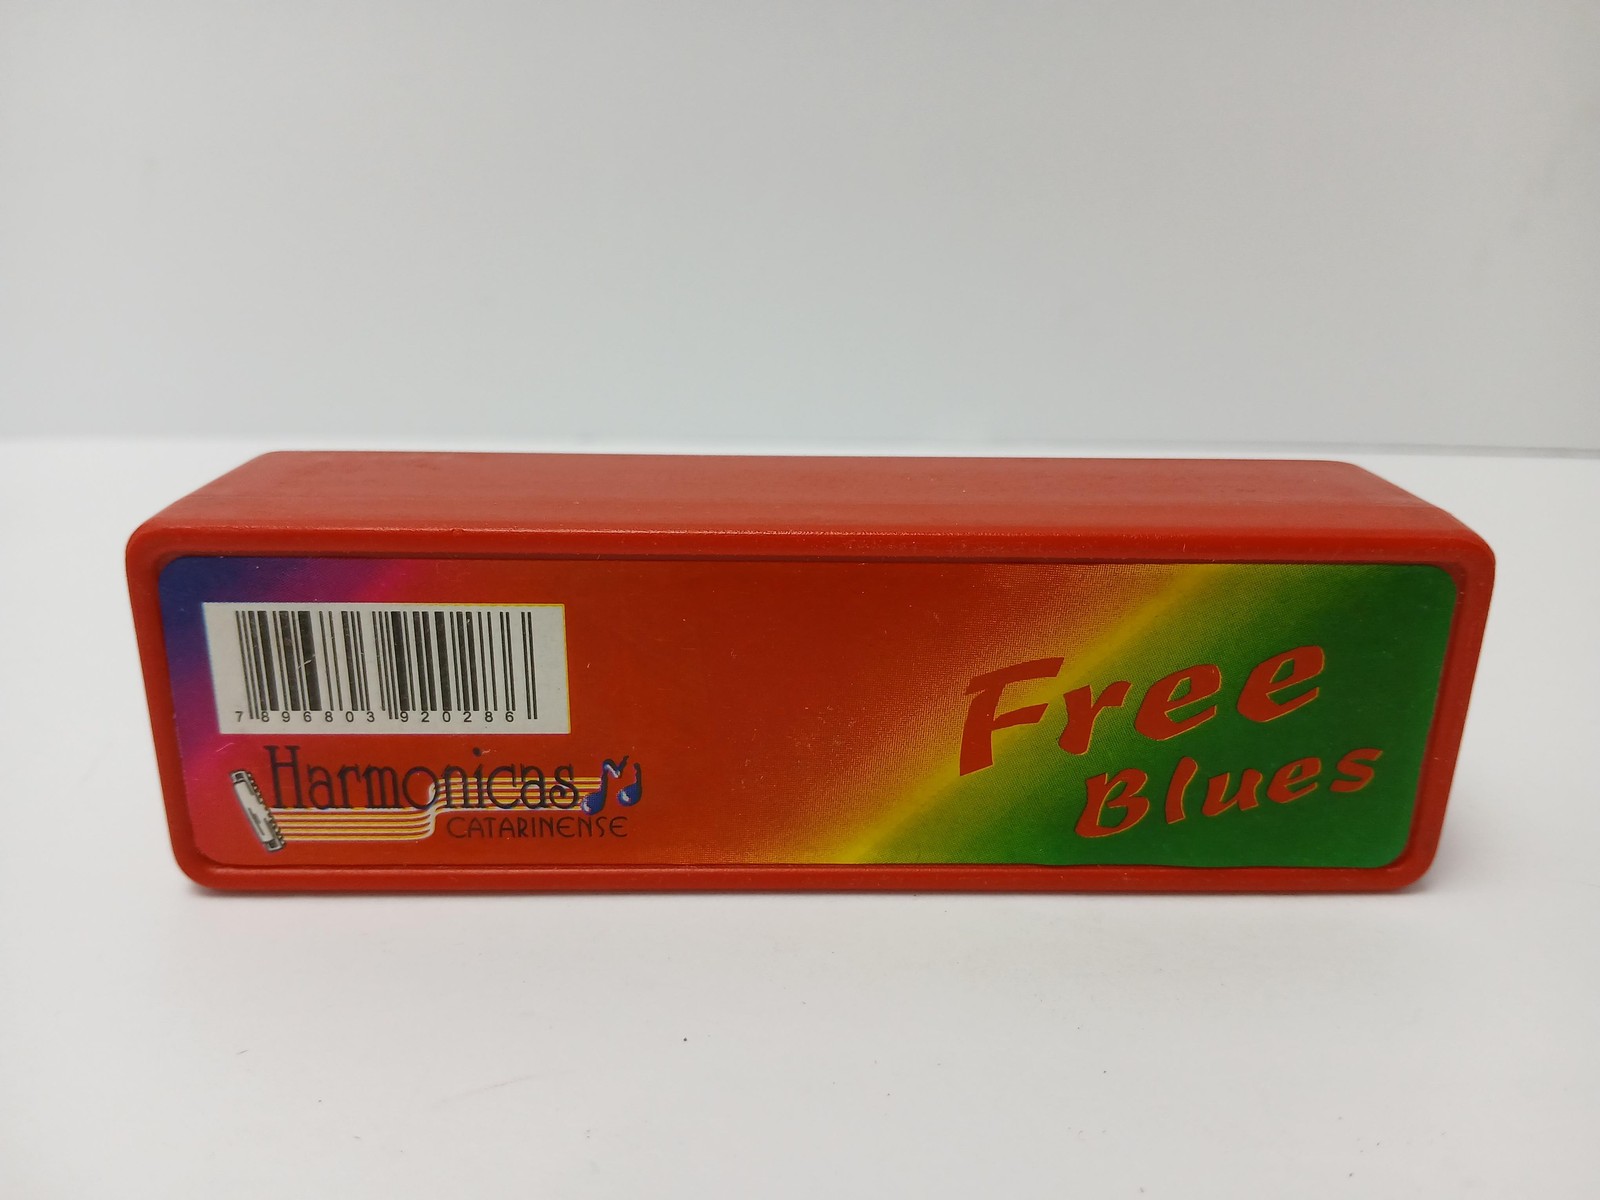 7 896803 920286
Harmonicas
CATARINENSE
Free
Blues